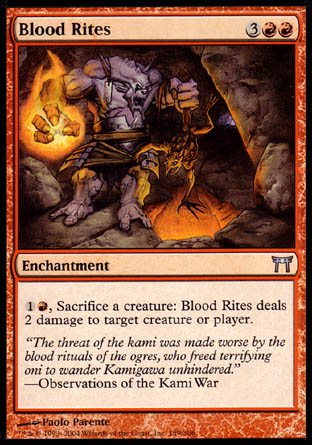 Blood Rites 3
Enchantment
1, Sacrifice a creature: Blood Rites deals
2 damage to target creature or player.
"The threat of the kami was made worse by the
blood rituals of the ogres, who freed terrifying
oni to wander Kamigawa unhindered."
—Observations of the Kami War
Paolo Parente